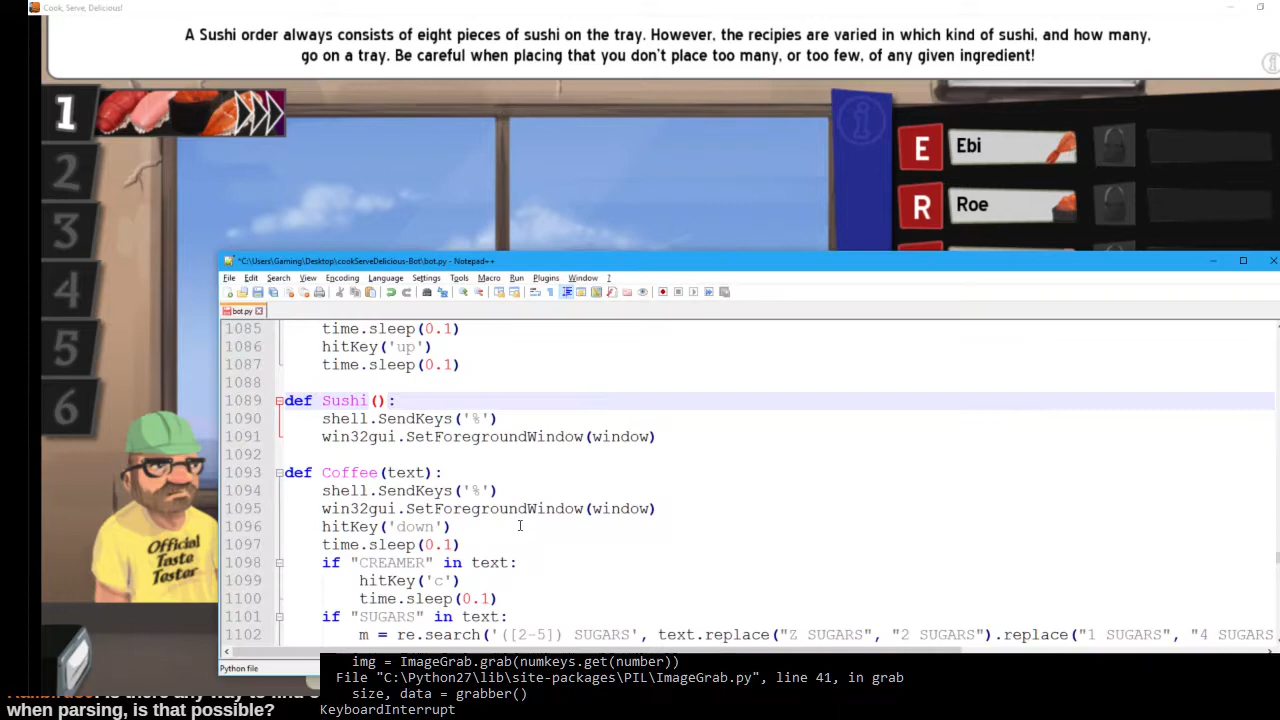 Cook, Serve, Delicious!
A Sushi order always consists of eight pieces of sushi on the tray. However, the recipies are varied in which kind of sushi, and how many,
go on a tray. Be careful when placing that you don't place too many, or too few, of any given ingredient!
1
2
3
4
5
6
E Ebi
R Roe
Official
Taste
Tester
*C:\Users\Gaming\Desktop\cookServeDelicious-Bot\bot.py - Notepad++
File Edit Search View Encoding Language Settings Tools Macro Run Plugins Window ?
bot.py
1085 time.sleep(0.1)
1086 hitKey('up')
1087 time.sleep(0.1)
1088
1089 def Sushi():
1090 shell.SendKeys('%')
1091 win32gui.SetForegroundWindow(window)
1092
1093 def Coffee(text):
1094 shell.SendKeys('%')
1095 win32gui.SetForegroundWindow(window)
1096 hitKey('down')
1097 time.sleep(0.1)
1098 if "CREAMER" in text:
1099 hitKey('c')
1100 time.sleep(0.1)
1101 if "SUGARS" in text:
1102 m = re.search('([2-5]) SUGARS', text.replace("Z SUGARS", "2 SUGARS").replace("1 SUGARS", "4 SUGARS
Python file
img = ImageGrab.grab(numkeys.get(number))
File "C:\Python27\lib\site-packages\PIL\ImageGrab.py", line 41, in grab
size, data = grabber()
KeyboardInterrupt
: Is there any way to find
when parsing, is that possible?